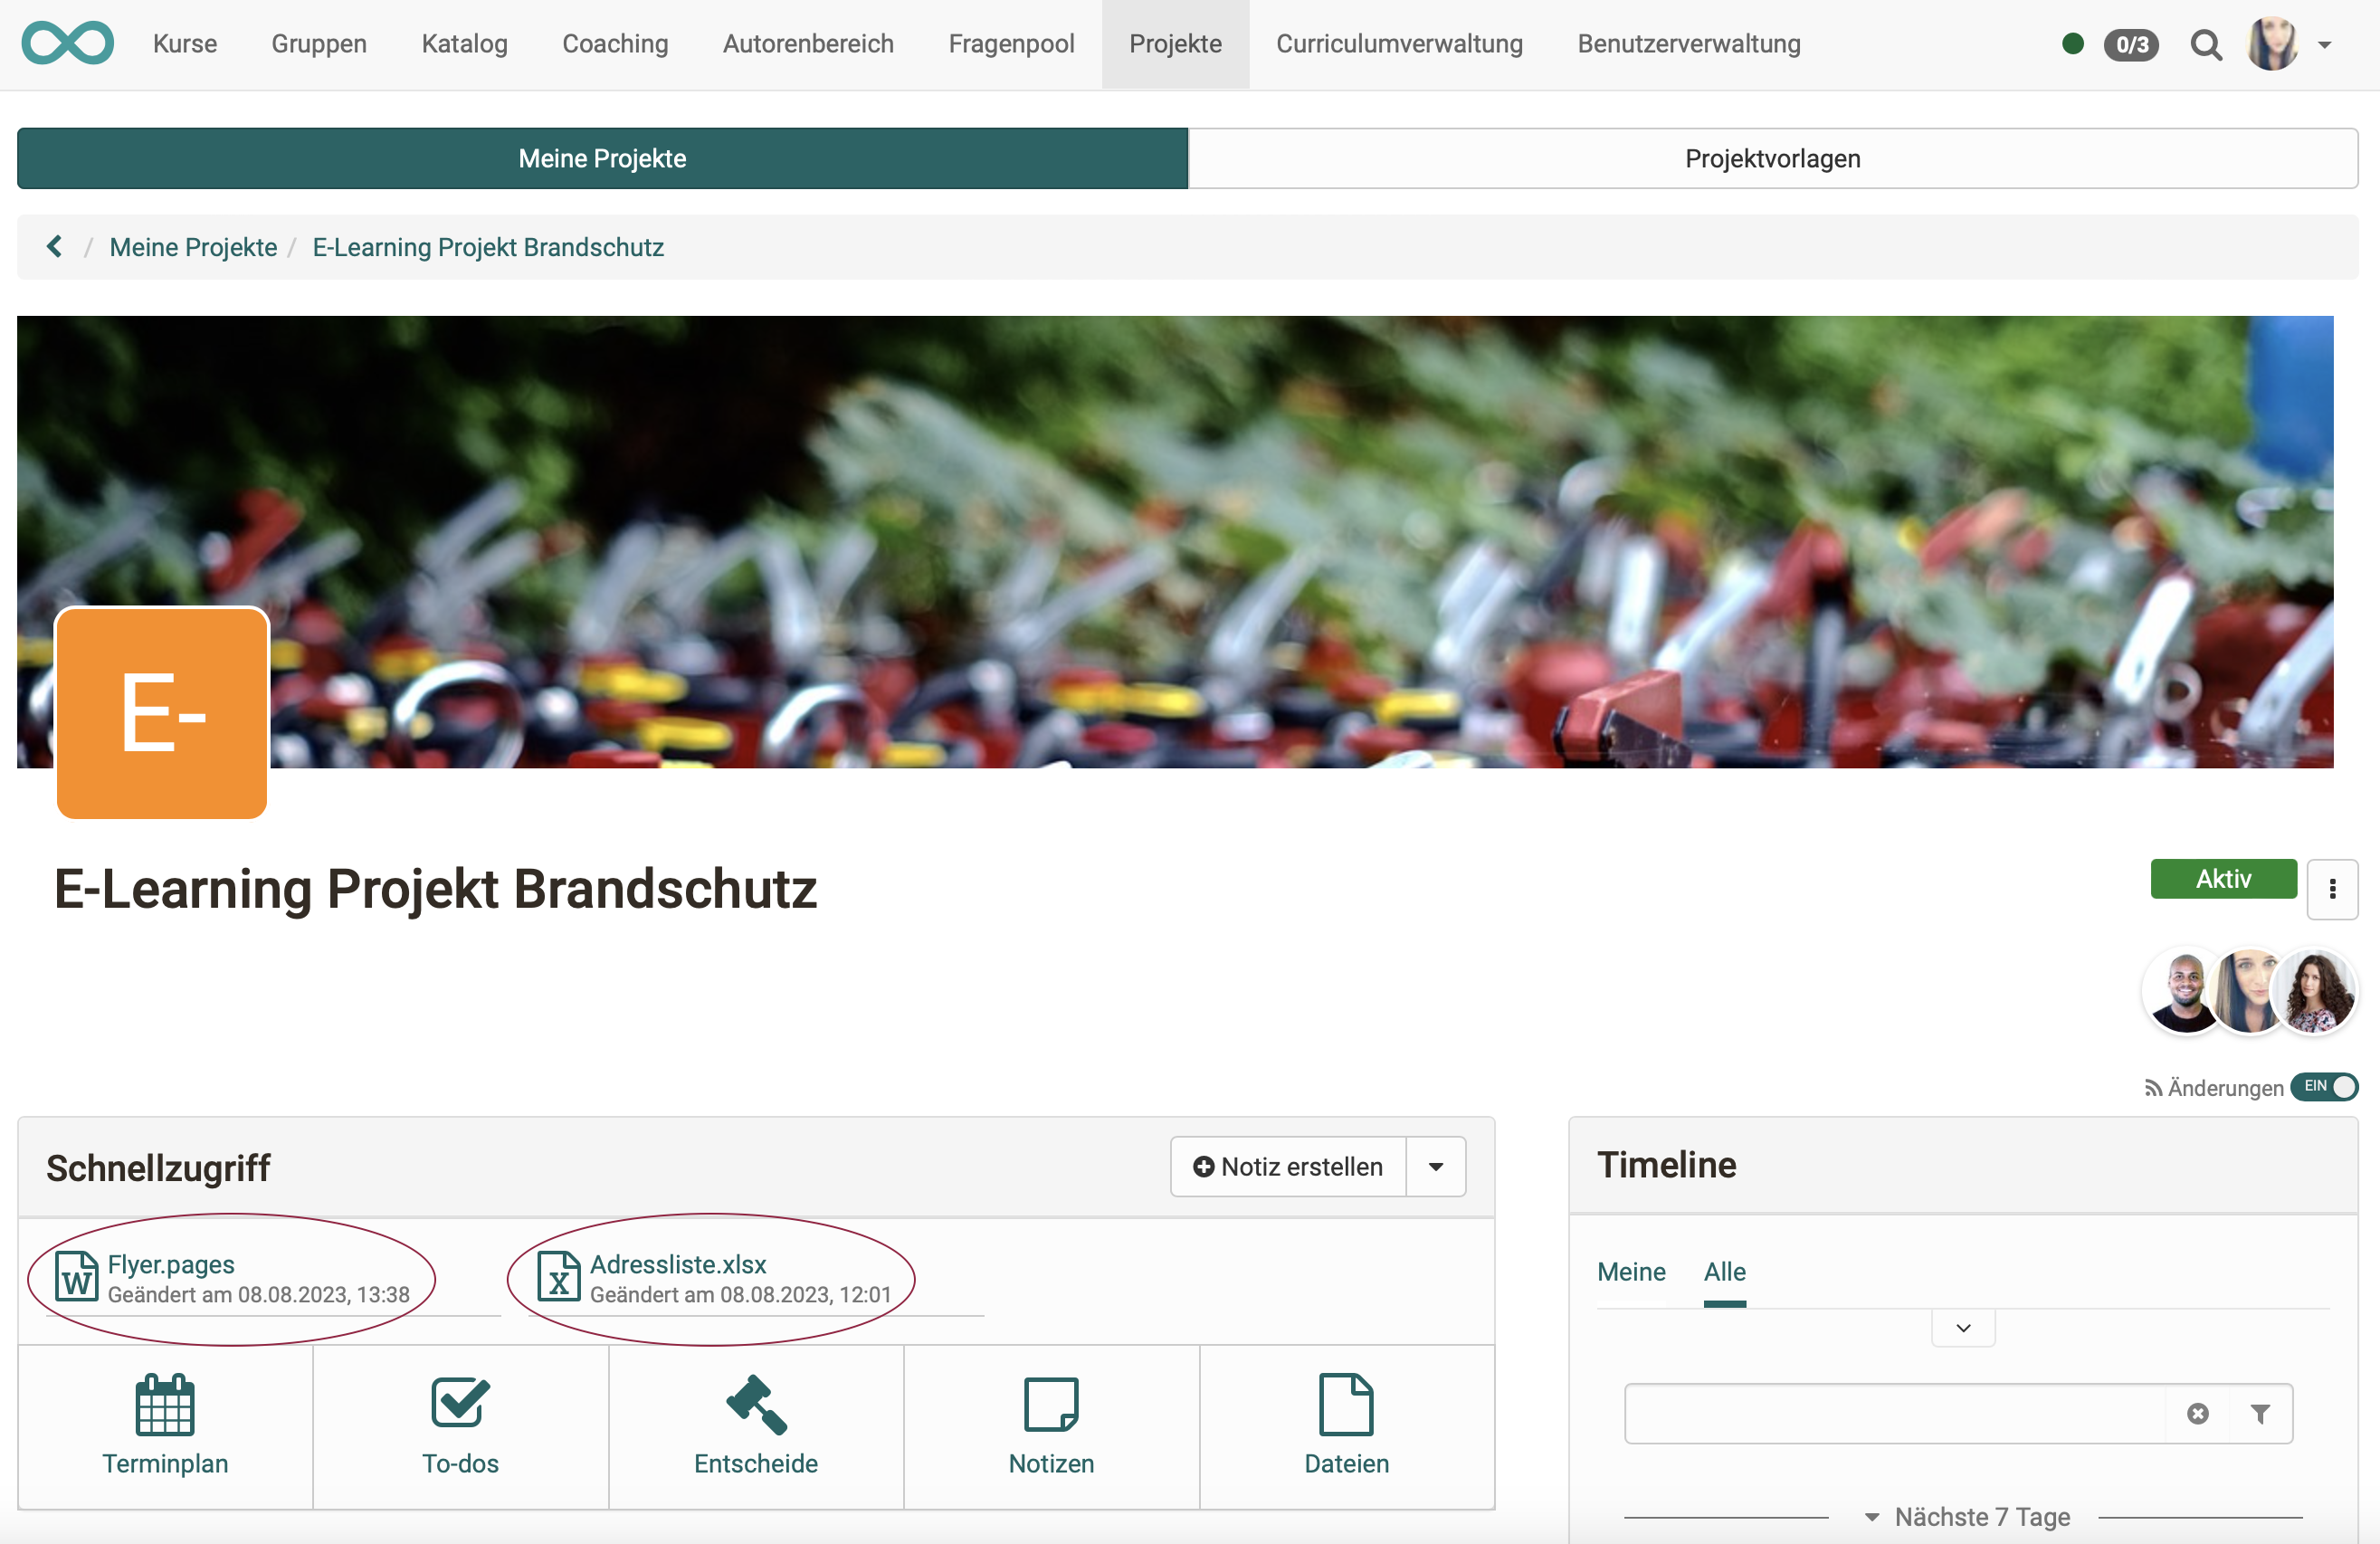 Kurse Gruppen Katalog Coaching Autorenbereich Fragenpool Projekte Curriculumverwaltung Benutzerverwaltung 0/3
Meine Projekte Projektvorlagen
/ Meine Projekte / E-Learning Projekt Brandschutz
E-
E-Learning Projekt Brandschutz
Aktiv
Änderungen EIN
Schnellzugriff
Notiz erstellen
Flyer.pages
Geändert am 08.08.2023, 13:38
Adressliste.xlsx
Geändert am 08.08.2023, 12:01
Terminplan To-dos Entscheide Notizen Dateien
Timeline
Meine Alle
Nächste 7 Tage